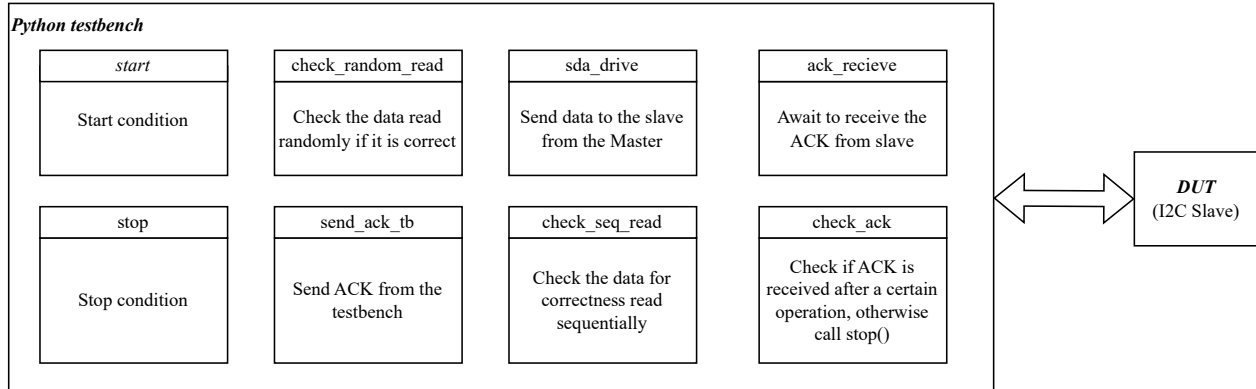 Python testbench
start
Start condition
check_random_read
Check the data read
randomly if it is correct
sda_drive
Send data to the slave
from the Master
ack_recieve
Await to receive the
ACK from slave
stop
Stop condition
send_ack_tb
Send ACK from the
testbench
check_seq_read
Check the data for
correctness read
sequentially
check_ack
Check if ACK is
received after a certain
operation, otherwise
call stop()
DUT
(I2C Slave)